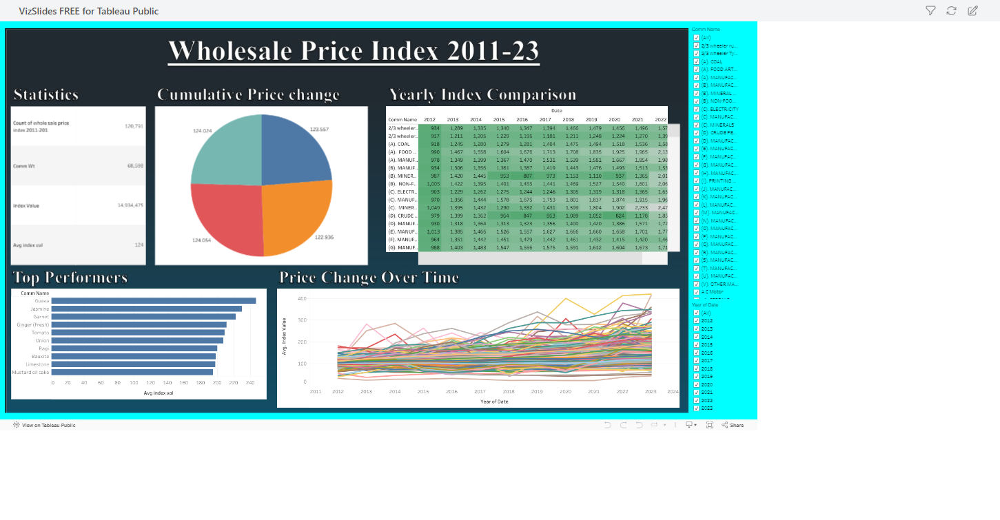 VizSlides FREE for Tableau Public
Wholesale Price Index 2011-23
Statistics
Count of whole sale price
index 2011-201
120,791
Comm Wt
68,598
Index Value
14,934,475
Avg index val
124
Cumulative Price change
124.024
123.557
124.054
122.936
Yearly Index Comparison
Date
Comm Name 2012 2013 2014 2015 2016 2017 2018 2019 2020 2021 2022
2/3 wheeler.. 934 1,289 1,335 1,340 1,347 1,394 1,466 1,479 1,456 1,496 1,57
2/3 wheeler.. 917 1,211 1,205 1,229 1,195 1,181 1,211 1,248 1,224 1,270 1,39
(A). COAL 918 1,245 1,280 1,279 1,281 1,404 1,475 1,494 1,518 1,536 1,58
(A). FOOD .. 990 1,467 1,558 1,604 1,676 1,713 1,708 1,835 1,925 1,965 2,13
(A). MANUF.. 978 1,349 1,399 1,367 1,470 1,531 1,539 1,581 1,667 1,854 1,98
(B). MANUF.. 934 1,306 1,356 1,361 1,387 1,419 1,443 1,476 1,493 1,513 1,53
(B). MINER.. 987 1,420 1,445 953 807 973 1,153 1,110 937 1,365 2,01
(B). NON-F.. 1,005 1,422 1,395 1,401 1,455 1,441 1,469 1,527 1,540 1,801 2,06
(C). ELECTR.. 903 1,229 1,262 1,275 1,244 1,246 1,305 1,319 1,318 1,365 1,65
(C). MANUF.. 970 1,356 1,444 1,578 1,675 1,753 1,801 1,837 1,874 1,915 1,96
(C). MINER.. 1,049 1,395 1,432 1,290 1,332 1,431 1,599 1,804 1,902 2,233 2,47
(D). CRUDE .. 979 1,399 1,362 964 847 863 1,089 1,052 824 1,178 1,85
(D). MANUF.. 930 1,318 1,364 1,313 1,323 1,356 1,400 1,420 1,386 1,571 1,72
(E). MANUF.. 1,013 1,385 1,466 1,526 1,557 1,627 1,666 1,660 1,658 1,701 1,77
(F). MANUF.. 964 1,351 1,442 1,451 1,479 1,442 1,461 1,432 1,415 1,420 1,46
(G). MANUF.. 988 1,403 1,483 1,547 1,556 1,575 1,591 1,612 1,604 1,673 1,71
Top Performers
Comm Name
Guava
Jasmine
Garnet
Ginger (Fresh)
Tomato
Onion
Ragi
Bauxite
Limestone
Mustard oil cake
0 20 40 60 80 100 120 140 160 180 200 220 240
Avg index val
Price Change Over Time
400
300
200
100
0
Avg. Index Value
2011 2012 2013 2014 2015 2016 2017 2018 2019 2020 2021 2022 2023 2024
Year of Date
Comm Name
(All)
2/3 wheeler ru...
2/3 wheeler Ty...
(A). COAL
(A). FOOD ART...
(A). MANUFAC...
(B). MANUFAC...
(B). MINERAL ...
(B). NON-FOO...
(C). ELECTRICITY
(C). MANUFAC...
(C). MINERALS
(D). CRUDE PE...
(D). MANUFAC...
(E). MANUFAC...
(F). MANUFAC...
(G). MANUFAC...
(H). MANUFAC...
(I). PRINTING ...
(J). MANUFAC...
(K). MANUFAC...
(L). MANUFAC...
(M). MANUFAC...
(N). MANUFAC...
(O). MANUFAC...
(P). MANUFAC...
(Q). MANUFAC...
(R). MANUFAC...
(S). MANUFAC...
(T). MANUFAC...
(U). MANUFAC...
(V). OTHER MA...
A C Motor
Year of Date
(All)
2012
2013
2014
2015
2016
2017
2018
2019
2020
2021
2022
2023
View on Tableau Public
Share